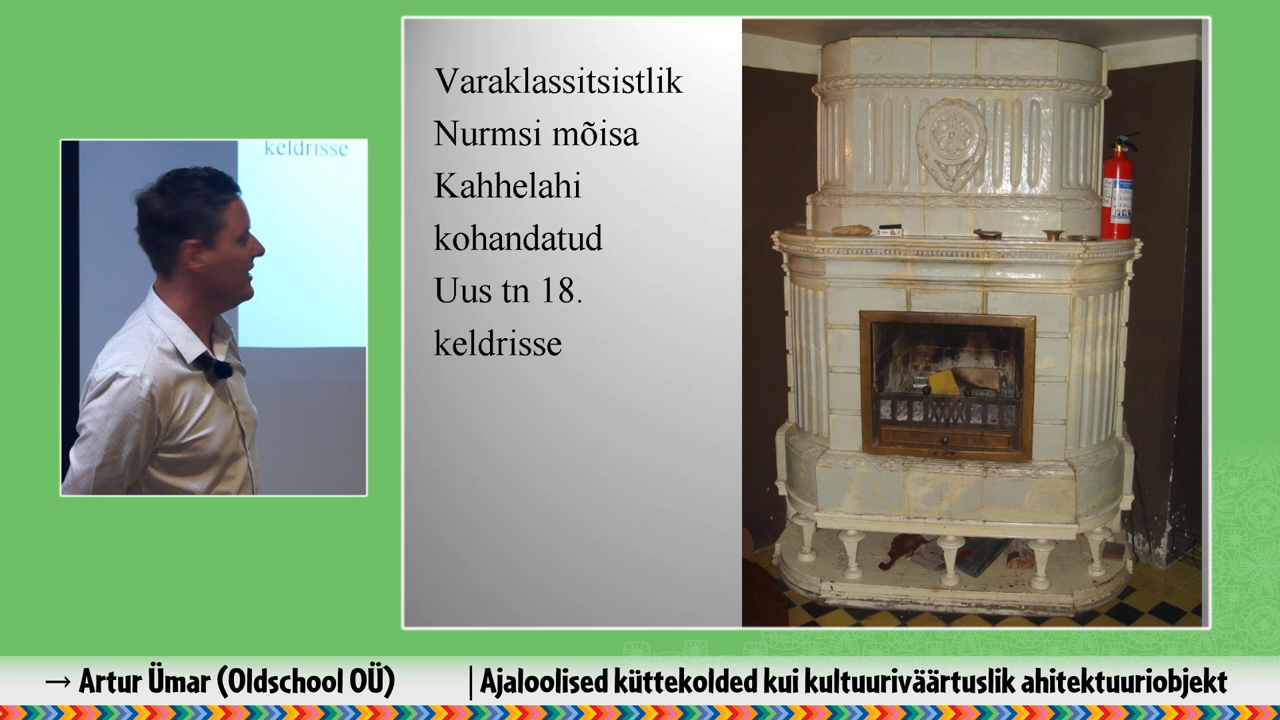 keldrisse
Varaklassitsistlik
Nurmsi mõisa
Kahhelahi
kohandatud
Uus tn 18.
keldrisse
→ Artur Ümar (Oldschool OÜ) | Ajaloolised küttekolded kui kultuuriväärtuslik ahitektuuriobjekt